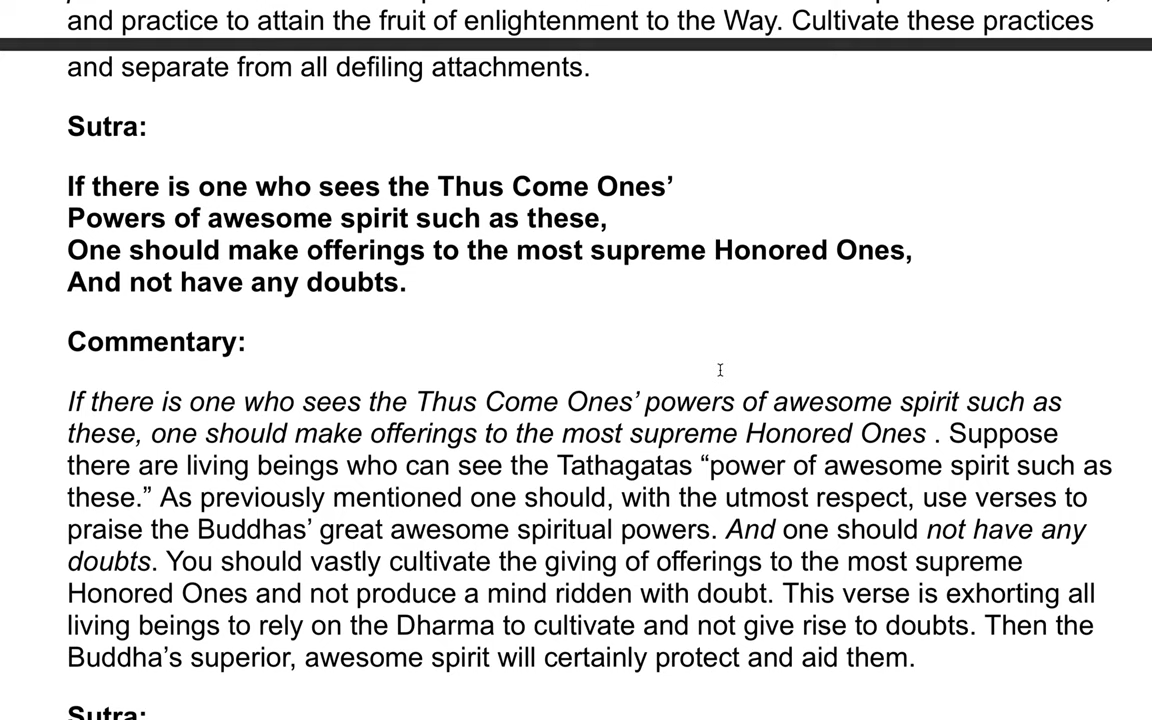 and practice to attain the fruit of enlightenment to the Way. Cultivate these practices
and separate from all defiling attachments.
Sutra:
If there is one who sees the Thus Come Ones’
Powers of awesome spirit such as these,
One should make offerings to the most supreme Honored Ones,
And not have any doubts.
Commentary:
If there is one who sees the Thus Come Ones’ powers of awesome spirit such as
these, one should make offerings to the most supreme Honored Ones . Suppose
there are living beings who can see the Tathagatas “power of awesome spirit such as
these.” As previously mentioned one should, with the utmost respect, use verses to
praise the Buddhas’ great awesome spiritual powers. And one should not have any
doubts. You should vastly cultivate the giving of offerings to the most supreme
Honored Ones and not produce a mind ridden with doubt. This verse is exhorting all
living beings to rely on the Dharma to cultivate and not give rise to doubts. Then the
Buddha’s superior, awesome spirit will certainly protect and aid them.
Sutra: